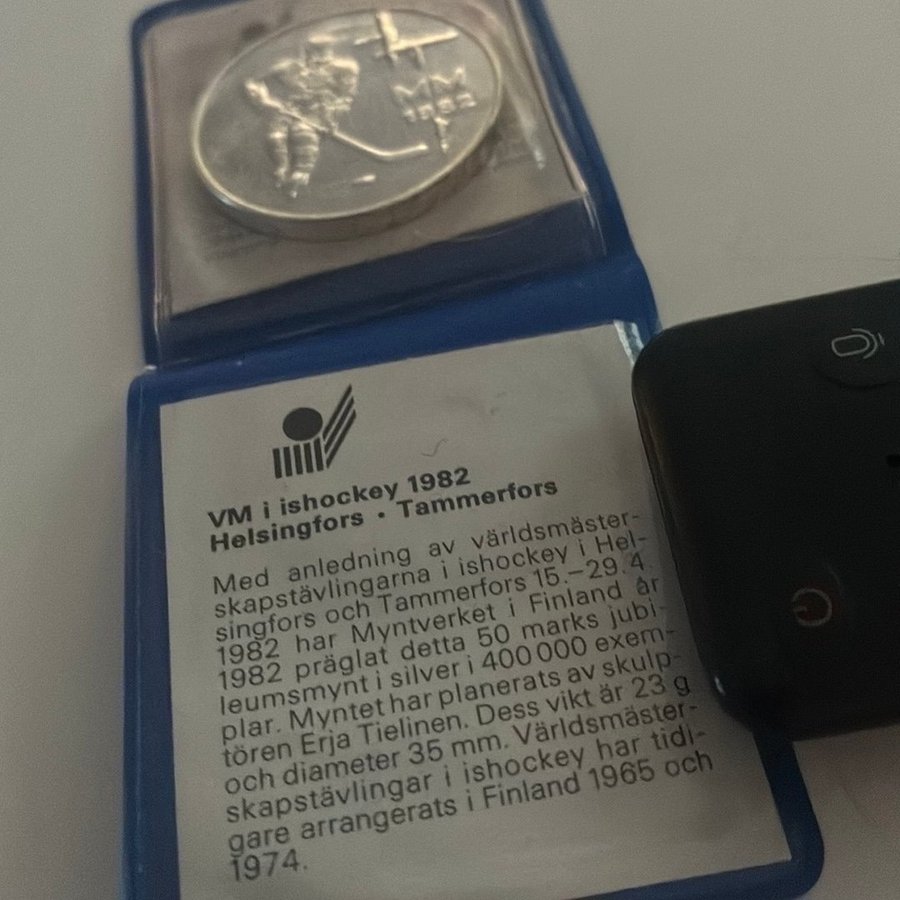 MM
1982
VM i ishockey 1982
Helsingfors • Tammerfors
Med anledning av världsmäster-
skapstävlingarna i ishockey i Hel-
singfors och Tammerfors 15.–29.4
1982 har Myntverket i Finland år
1982 präglat detta 50 marks jubi-
leumsmynt i silver i 400 000 exem-
plar. Myntet har planerats av skulp-
tören Erja Tielinen. Dess vikt är 23 g
och diameter 35 mm. Världsmäster-
skapstävlingar i ishockey har tidi-
gare arrangerats i Finland 1965 och
1974.